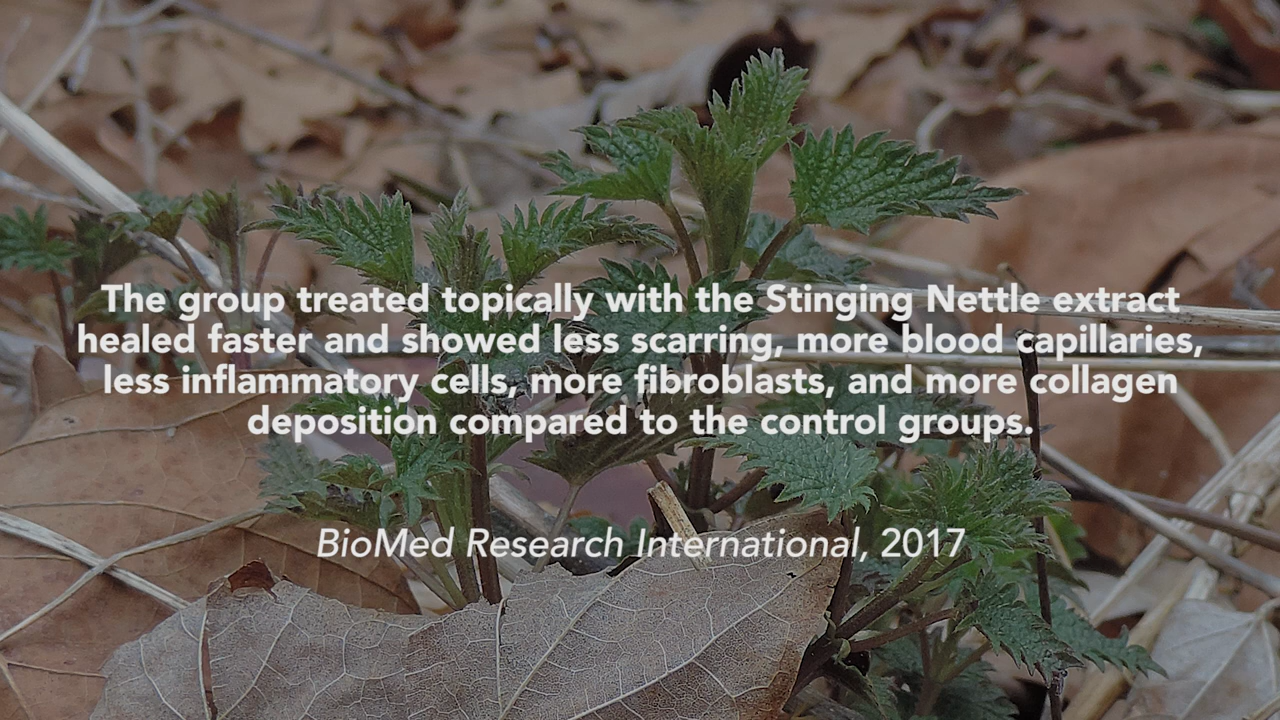 The group treated topically with the Stinging Nettle extract
healed faster and showed less scarring, more blood capillaries,
less inflammatory cells, more fibroblasts, and more collagen
deposition compared to the control groups.
BioMed Research International, 2017